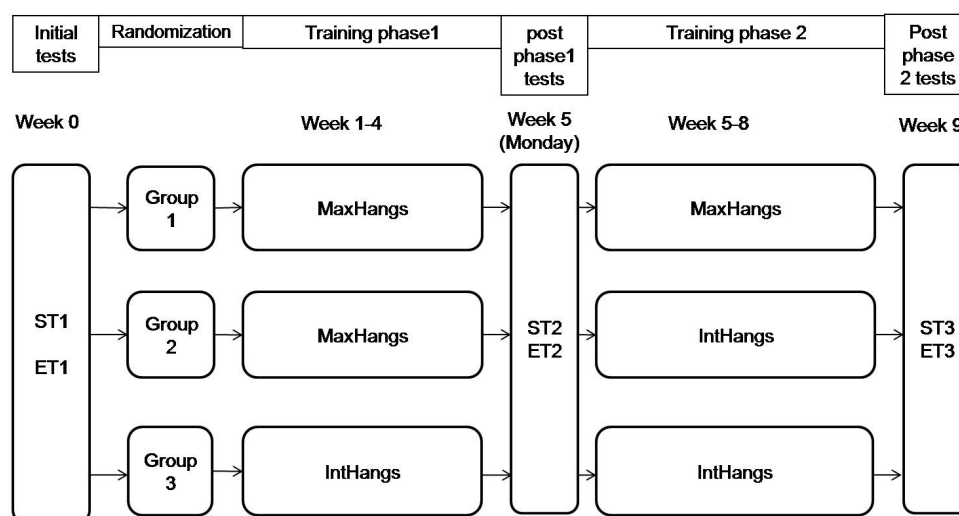 Initial
tests
Randomization
Training phase1
post
phase1
tests
Training phase 2
Post
phase
2 tests
Week 0
Week 1-4
Week 5
(Monday)
Week 5-8
Week 9
ST1
ET1
Group
1
MaxHangs
ST2
ET2
MaxHangs
ST3
ET3
Group
2
MaxHangs
IntHangs
Group
3
IntHangs
IntHangs